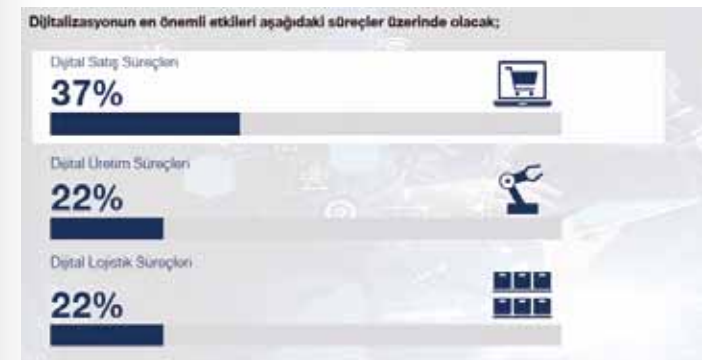 Dijitalizasyonun en önemli etkileri aşağıdaki süreçler üzerinde olacak;
Dijital Satış Süreçleri
37%
Dijital Üretim Süreçleri
22%
Dijital Lojistik Süreçleri
22%